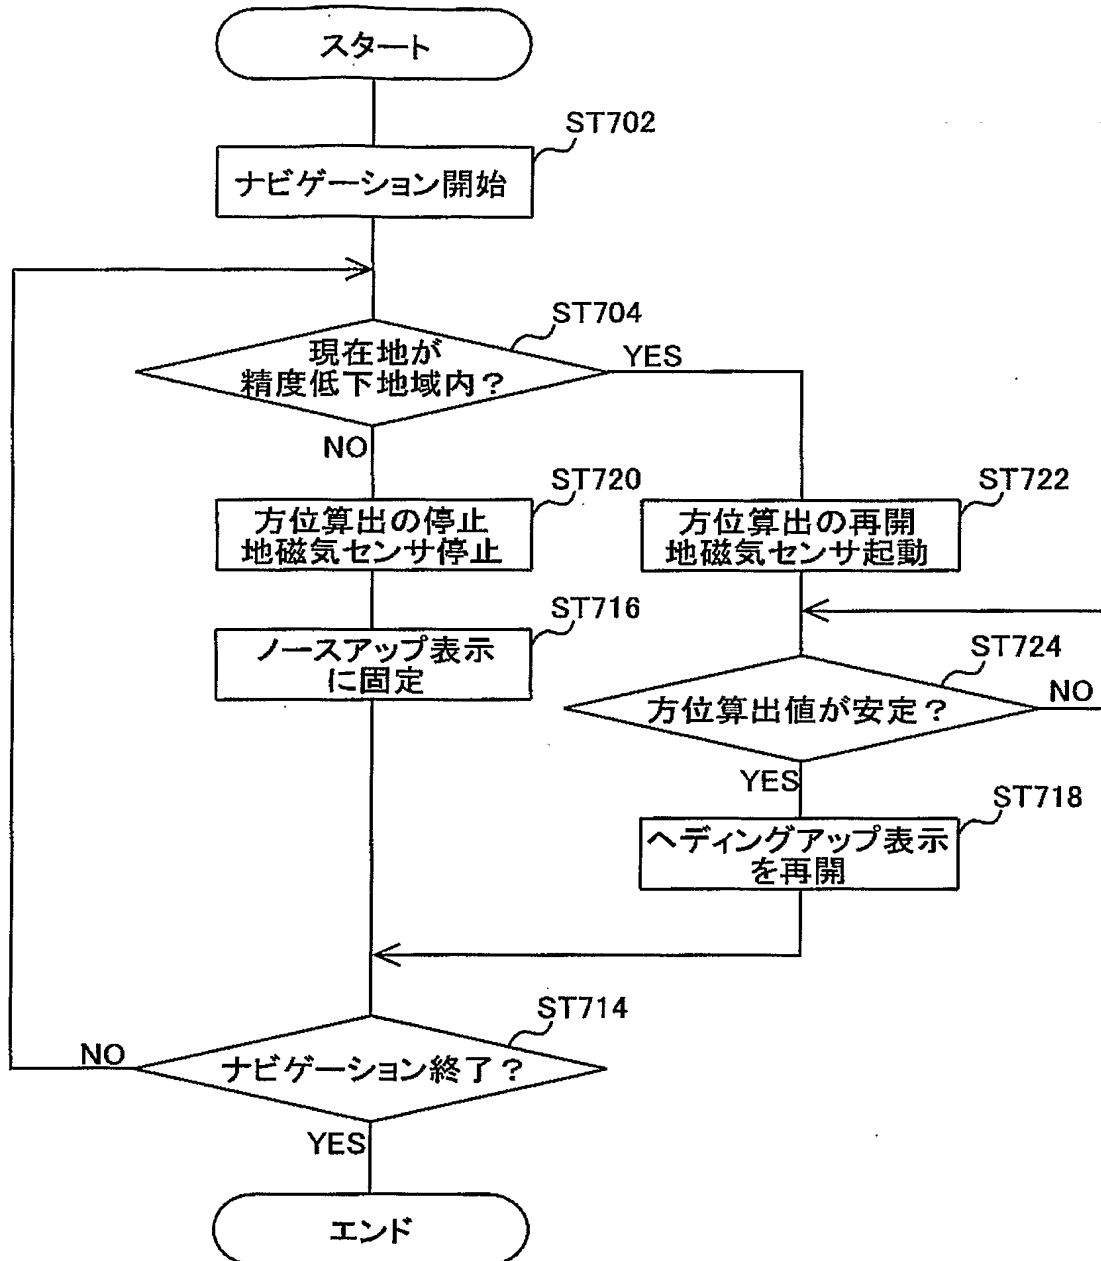 スタート
ST702
ナビゲーション開始
ST704
現在地が
精度低下地域内？
YES
NO
ST720
方位算出の停止
地磁気センサ停止
ST722
方位算出の再開
地磁気センサ起動
ST716
ノースアップ表示
に固定
ST724
方位算出値が安定？
NO
YES
ST718
ヘディングアップ表示
を再開
ST714
ナビゲーション終了？
NO
YES
エンド